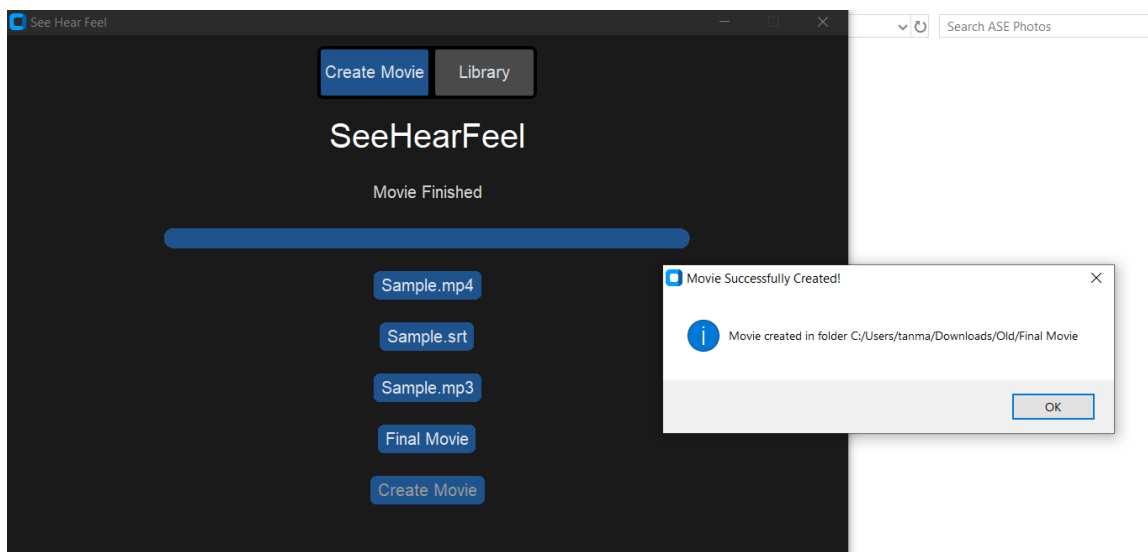 See Hear Feel
Search ASE Photos
Create Movie
Library
SeeHearFeel
Movie Finished
Sample.mp4
Sample.srt
Sample.mp3
Final Movie
Create Movie
Movie Successfully Created!
Movie created in folder C:/Users/tanma/Downloads/Old/Final Movie
OK